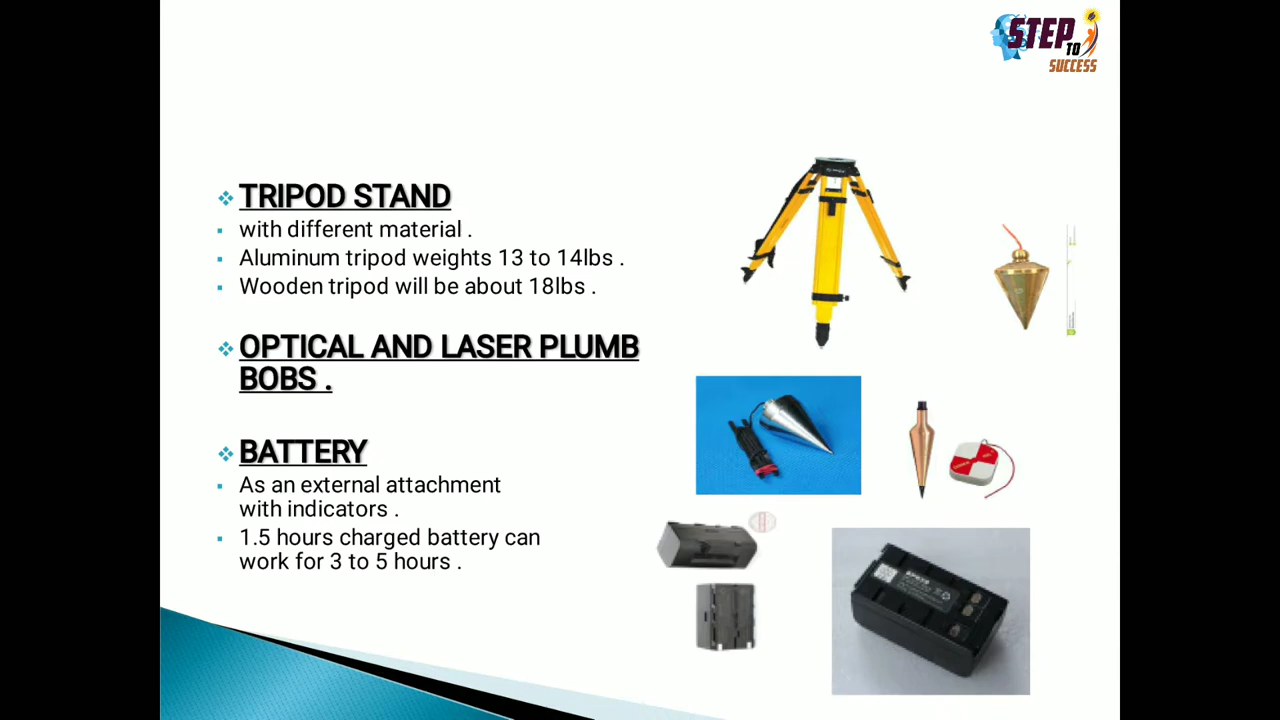 STEP
TO
SUCCESS
TRIPOD STAND
with different material .
Aluminum tripod weights 13 to 14lbs .
Wooden tripod will be about 18lbs .
OPTICAL AND LASER PLUMB
BOBS .
BATTERY
As an external attachment
with indicators .
1.5 hours charged battery can
work for 3 to 5 hours .